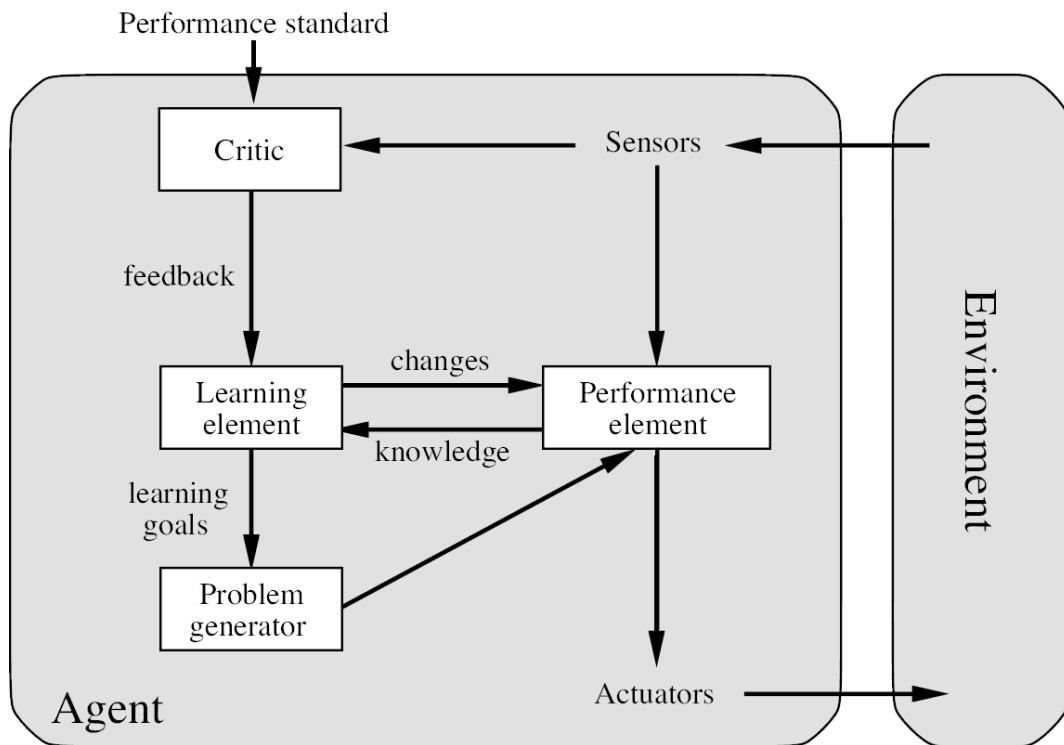 Performance standard
Critic
Sensors
feedback
Learning
element
changes
knowledge
Performance
element
Environment
learning
goals
Problem
generator
Actuators
Agent